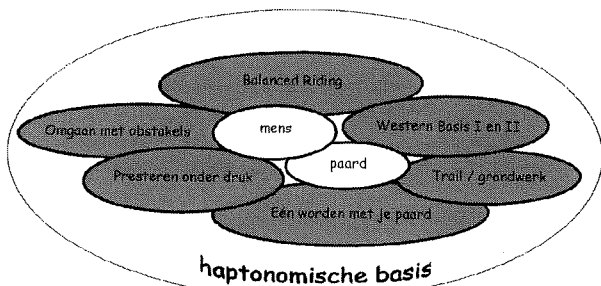 Balanced Riding
Omgaan met obstakels
mens
Western Basis I en II
paard
Presteren onder druk
Trail / grondwerk
Eén worden met je paard
haptonomische basis